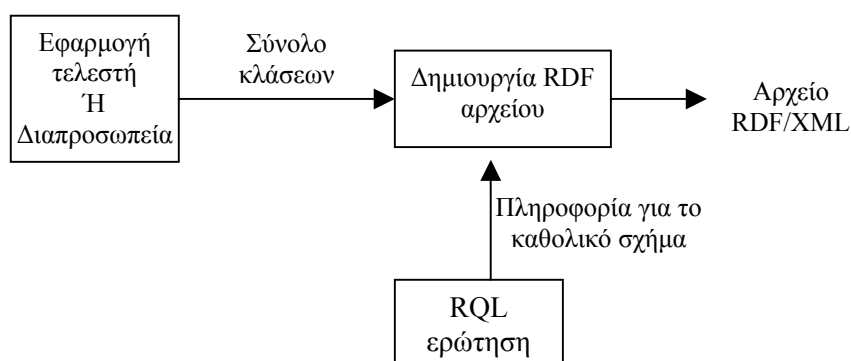 Εφαρμογή
τελεστή
Ή
Διαπροσωπεία
Σύνολο
κλάσεων
Δημιουργία RDF
αρχείου
Αρχείο
RDF/XML
Πληροφορία για το
καθολικό σχήμα
RQL
ερώτηση